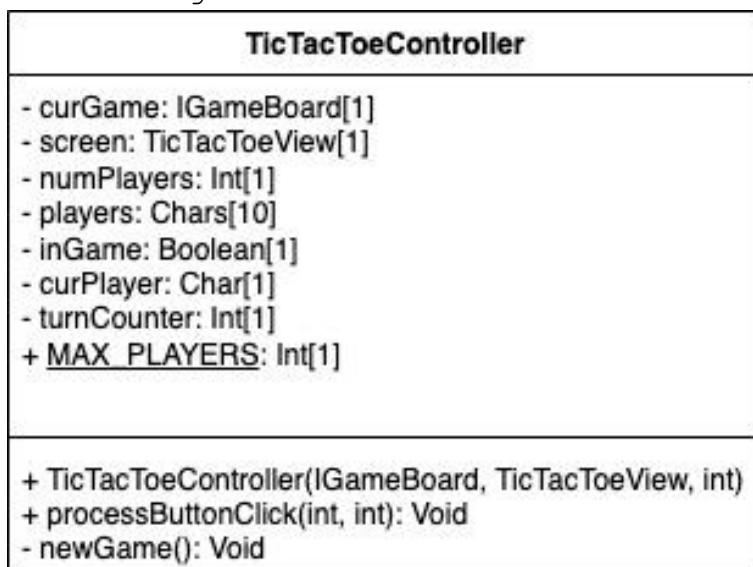 TicTacToeController
- curGame: IGameBoard[1]
- screen: TicTacToeView[1]
- numPlayers: Int[1]
- players: Chars[10]
- inGame: Boolean[1]
- curPlayer: Char[1]
- turnCounter: Int[1]
+ MAX_PLAYERS: Int[1]
+ TicTacToeController(IGameBoard, TicTacToeView, int)
+ processButtonClick(int, int): Void
- newGame(): Void